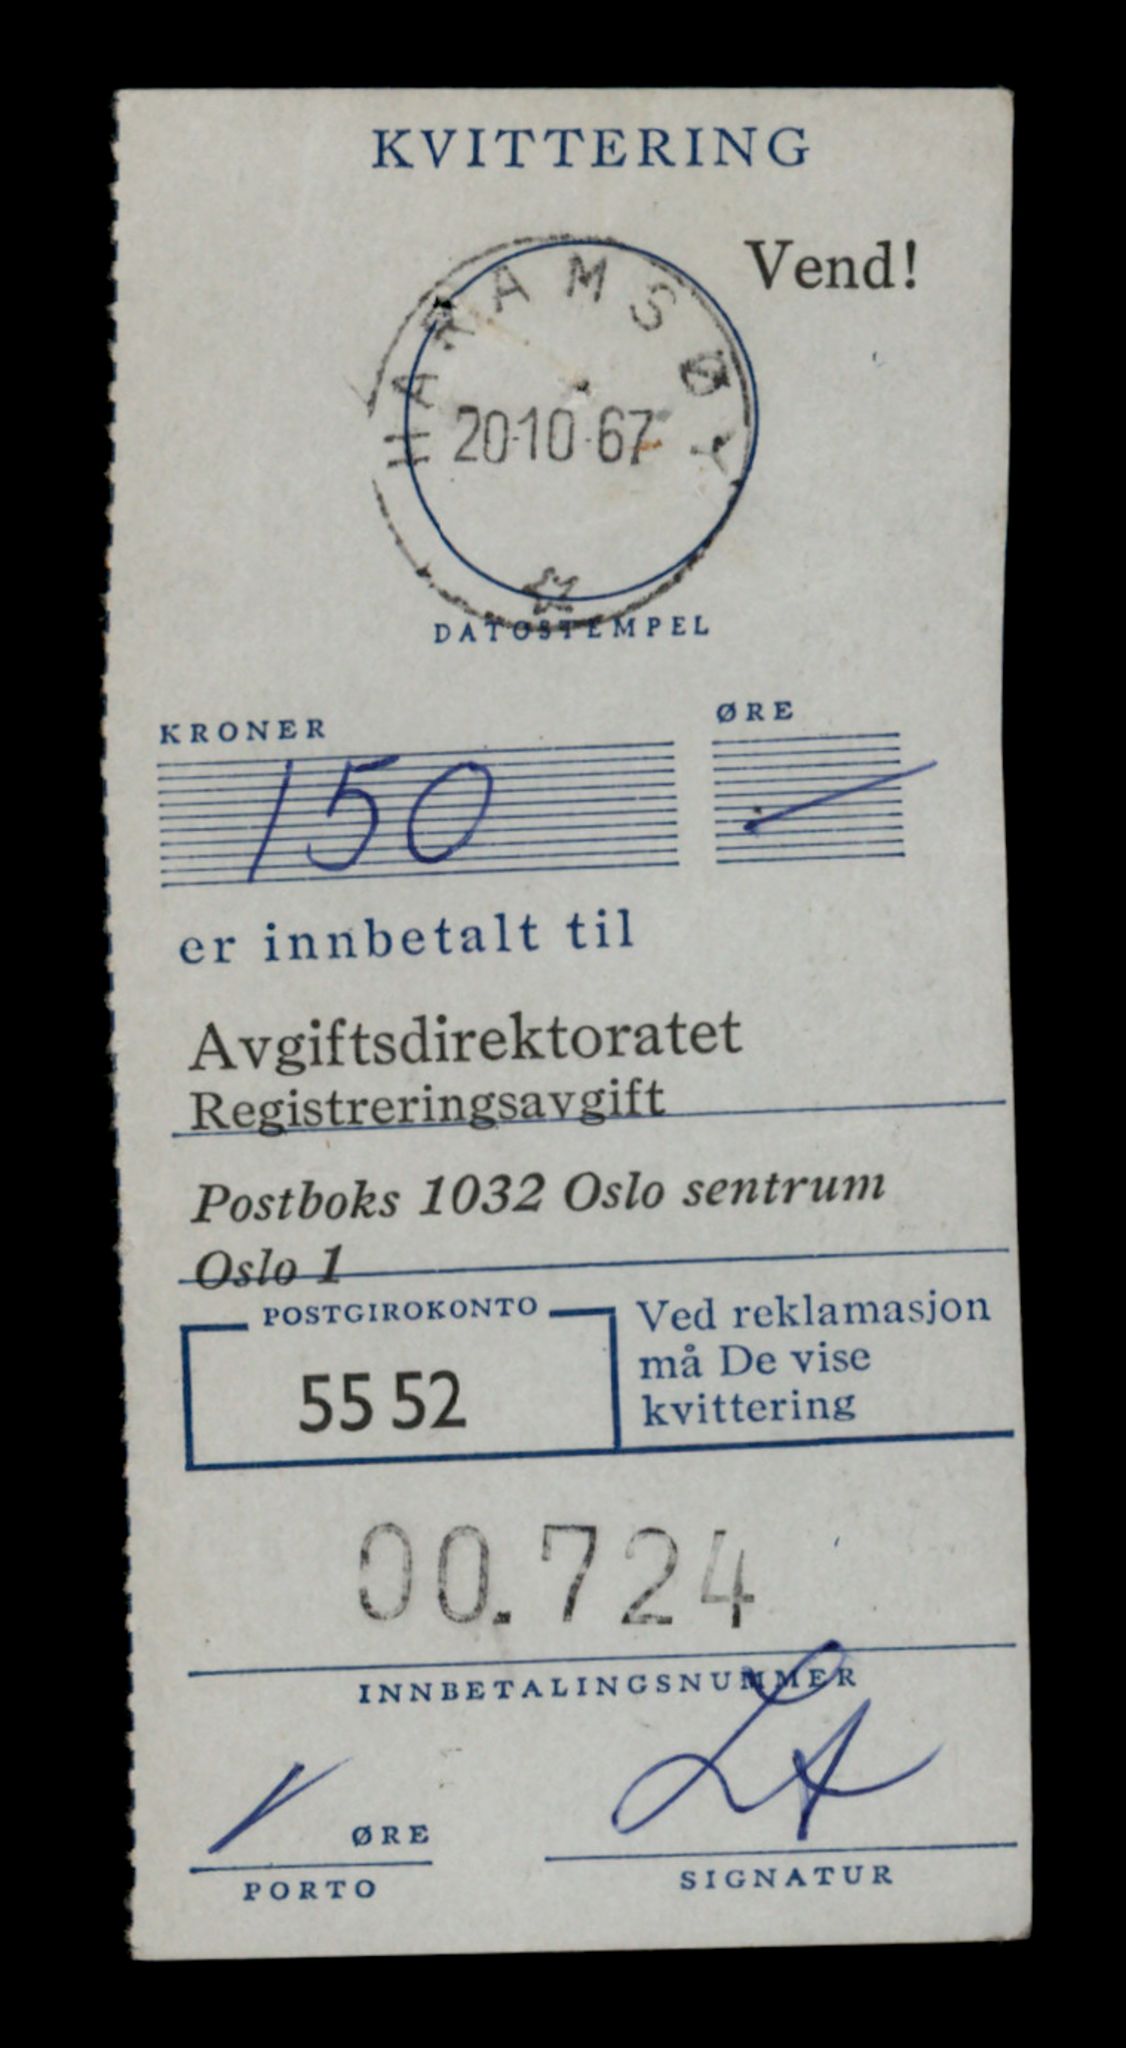 KVITTERING
Vend!
HARAMSØY
20-10-67
DATOSTEMPEL
KRONER
ØRE
150 —
er innbetalt til
Avgiftsdirektoratet
Registreringsavgift
Postboks 1032 Oslo sentrum
Oslo 1
POSTGIROKONTO
55 52
Ved reklamasjon
må De vise
kvittering
00.724
INNBETALINGSNUMMER
ØRE
PORTO
SIGNATUR